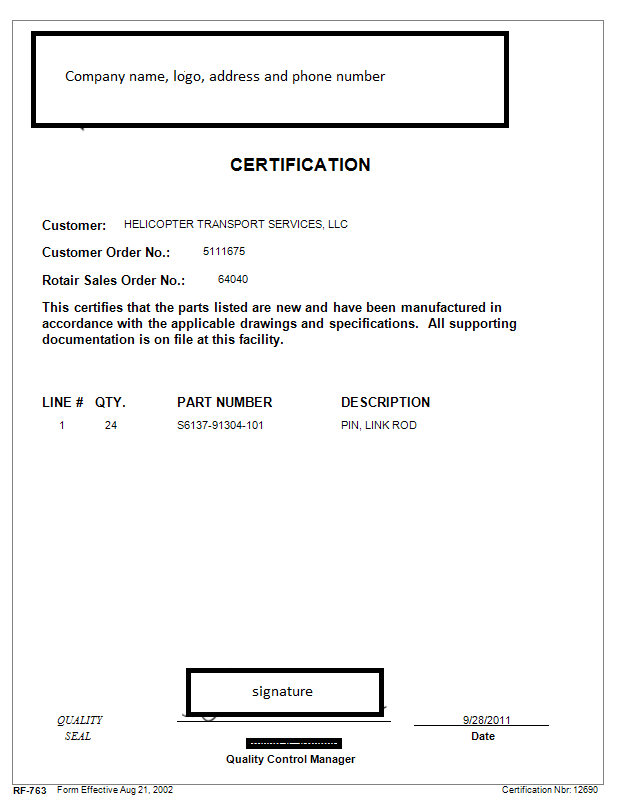 Company name, logo, address and phone number
CERTIFICATION
Customer: HELICOPTER TRANSPORT SERVICES, LLC
Customer Order No.: 5111675
Rotair Sales Order No.: 64040
This certifies that the parts listed are new and have been manufactured in
accordance with the applicable drawings and specifications. All supporting
documentation is on file at this facility.
LINE # QTY. PART NUMBER DESCRIPTION
1 24 S6137-91304-101 PIN, LINK ROD
signature
QUALITY 9/28/2011
SEAL Date
Quality Control Manager
RF-763 Form Effective Aug 21, 2002 Certification Nbr: 12690